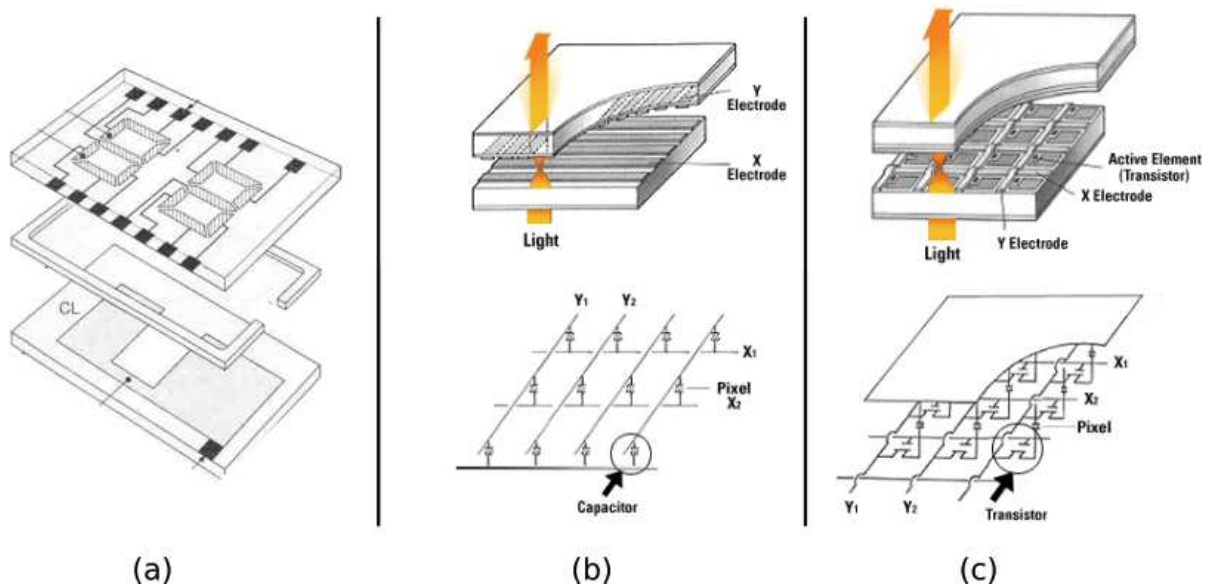 CL
(a)
Y
Electrode
X
Electrode
Light
Y1 Y2
X1
Pixel
X2
Capacitor
(b)
Active Element
(Transistor)
X Electrode
Y Electrode
Light
X1
X2
Pixel
Y1 Y2
Transistor
(c)